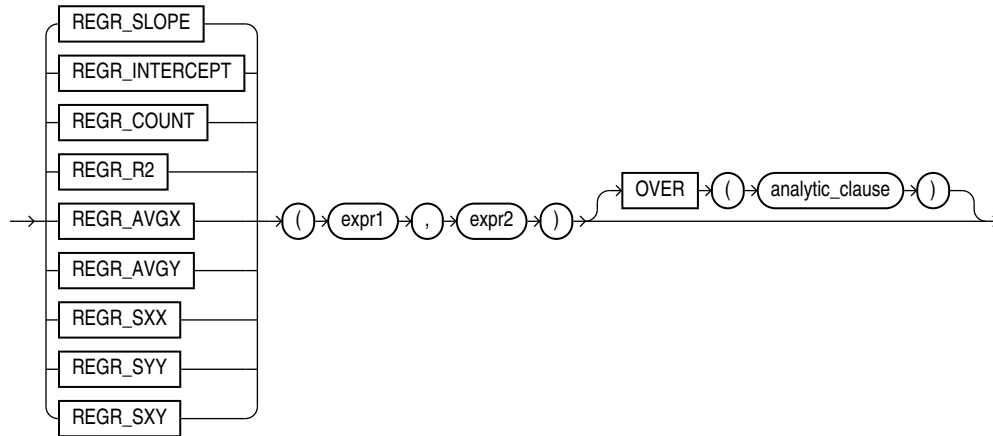 REGR_SLOPE
REGR_INTERCEPT
REGR_COUNT
REGR_R2
OVER ( analytic_clause )
REGR_AVGX ( expr1 , expr2 )
REGR_AVGY
REGR_SXX
REGR_SYY
REGR_SXY